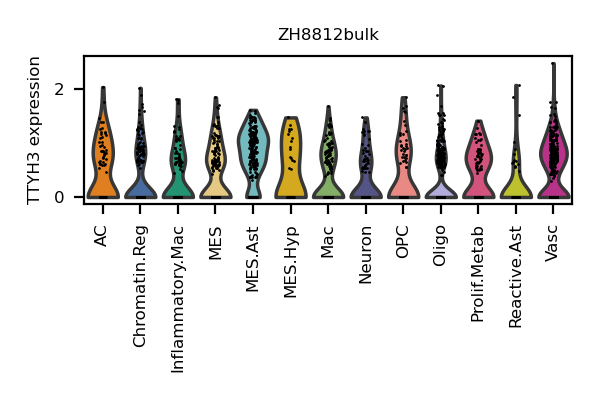 ZH8812bulk
TTYH3 expression
2
0
AC
Chromatin.Reg
Inflammatory.Mac
MES
MES.Ast
MES.Hyp
Mac
Neuron
OPC
Oligo
Prolif.Metab
Reactive.Ast
Vasc